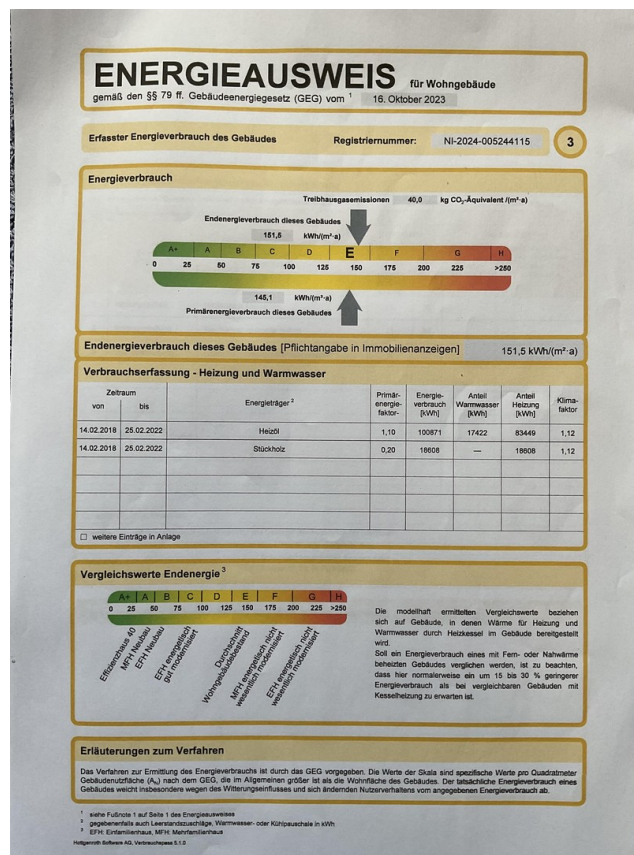 ENERGIEAUSWEIS für Wohngebäude
gemäß den §§ 79 ff. Gebäudeenergiegesetz (GEG) vom ¹ 16. Oktober 2023
Erfasster Energieverbrauch des Gebäudes Registriernummer: NI-2024-005244115 3
Energieverbrauch
Treibhausgasemissionen 40,0 kg CO₂-Äquivalent /(m²·a)
Endenergieverbrauch dieses Gebäudes
151,5 kWh/(m²·a)
A+ A B C D E F G H
0 25 50 75 100 125 150 175 200 225 >250
145,1 kWh/(m²·a)
Primärenergieverbrauch dieses Gebäudes
Endenergieverbrauch dieses Gebäudes [Pflichtangabe in Immobilienanzeigen] 151,5 kWh/(m²·a)
Verbrauchserfassung - Heizung und Warmwasser
Zeitraum
von bis
Energieträger ²
Primär-
energie-
faktor-
Energie-
verbrauch
[kWh]
Anteil
Warmwasser
[kWh]
Anteil
Heizung
[kWh]
Klima-
faktor
14.02.2018 25.02.2022 Heizöl 1,10 100871 17422 83449 1,12
14.02.2018 25.02.2022 Stückholz 0,20 18608 — 18608 1,12
☐ weitere Einträge in Anlage
Vergleichswerte Endenergie ³
A+ A B C D E F G H
0 25 50 75 100 125 150 175 200 225 >250
Effizienzhaus 40
MFH Neubau
EFH Neubau
EFH energetisch
gut modernisiert
Durchschnitt
Wohngebäudebestand
MFH energetisch nicht
wesentlich modernisiert
EFH energetisch nicht
wesentlich modernisiert
Die modellhaft ermittelten Vergleichswerte beziehen
sich auf Gebäude, in denen Wärme für Heizung und
Warmwasser durch Heizkessel im Gebäude bereitgestellt
wird.
Soll ein Energieverbrauch eines mit Fern- oder Nahwärme
beheizten Gebäudes verglichen werden, ist zu beachten,
dass hier normalerweise ein um 15 bis 30 % geringerer
Energieverbrauch als bei vergleichbaren Gebäuden mit
Kesselheizung zu erwarten ist.
Erläuterungen zum Verfahren
Das Verfahren zur Ermittlung des Energieverbrauchs ist durch das GEG vorgegeben. Die Werte der Skala sind spezifische Werte pro Quadratmeter
Gebäudenutzfläche (Aₙ) nach dem GEG, die im Allgemeinen größer ist als die Wohnfläche des Gebäudes. Der tatsächliche Energieverbrauch eines
Gebäudes weicht insbesondere wegen des Witterungseinflusses und sich ändernden Nutzerverhaltens vom angegebenen Energieverbrauch ab.
¹ siehe Fußnote 1 auf Seite 1 des Energieausweises
² gegebenenfalls auch Leerstandszuschläge, Warmwasser- oder Kühlpauschale in kWh
³ EFH: Einfamilienhaus, MFH: Mehrfamilienhaus
Hottgenroth Software AG, Verbrauchspass 5.1.0